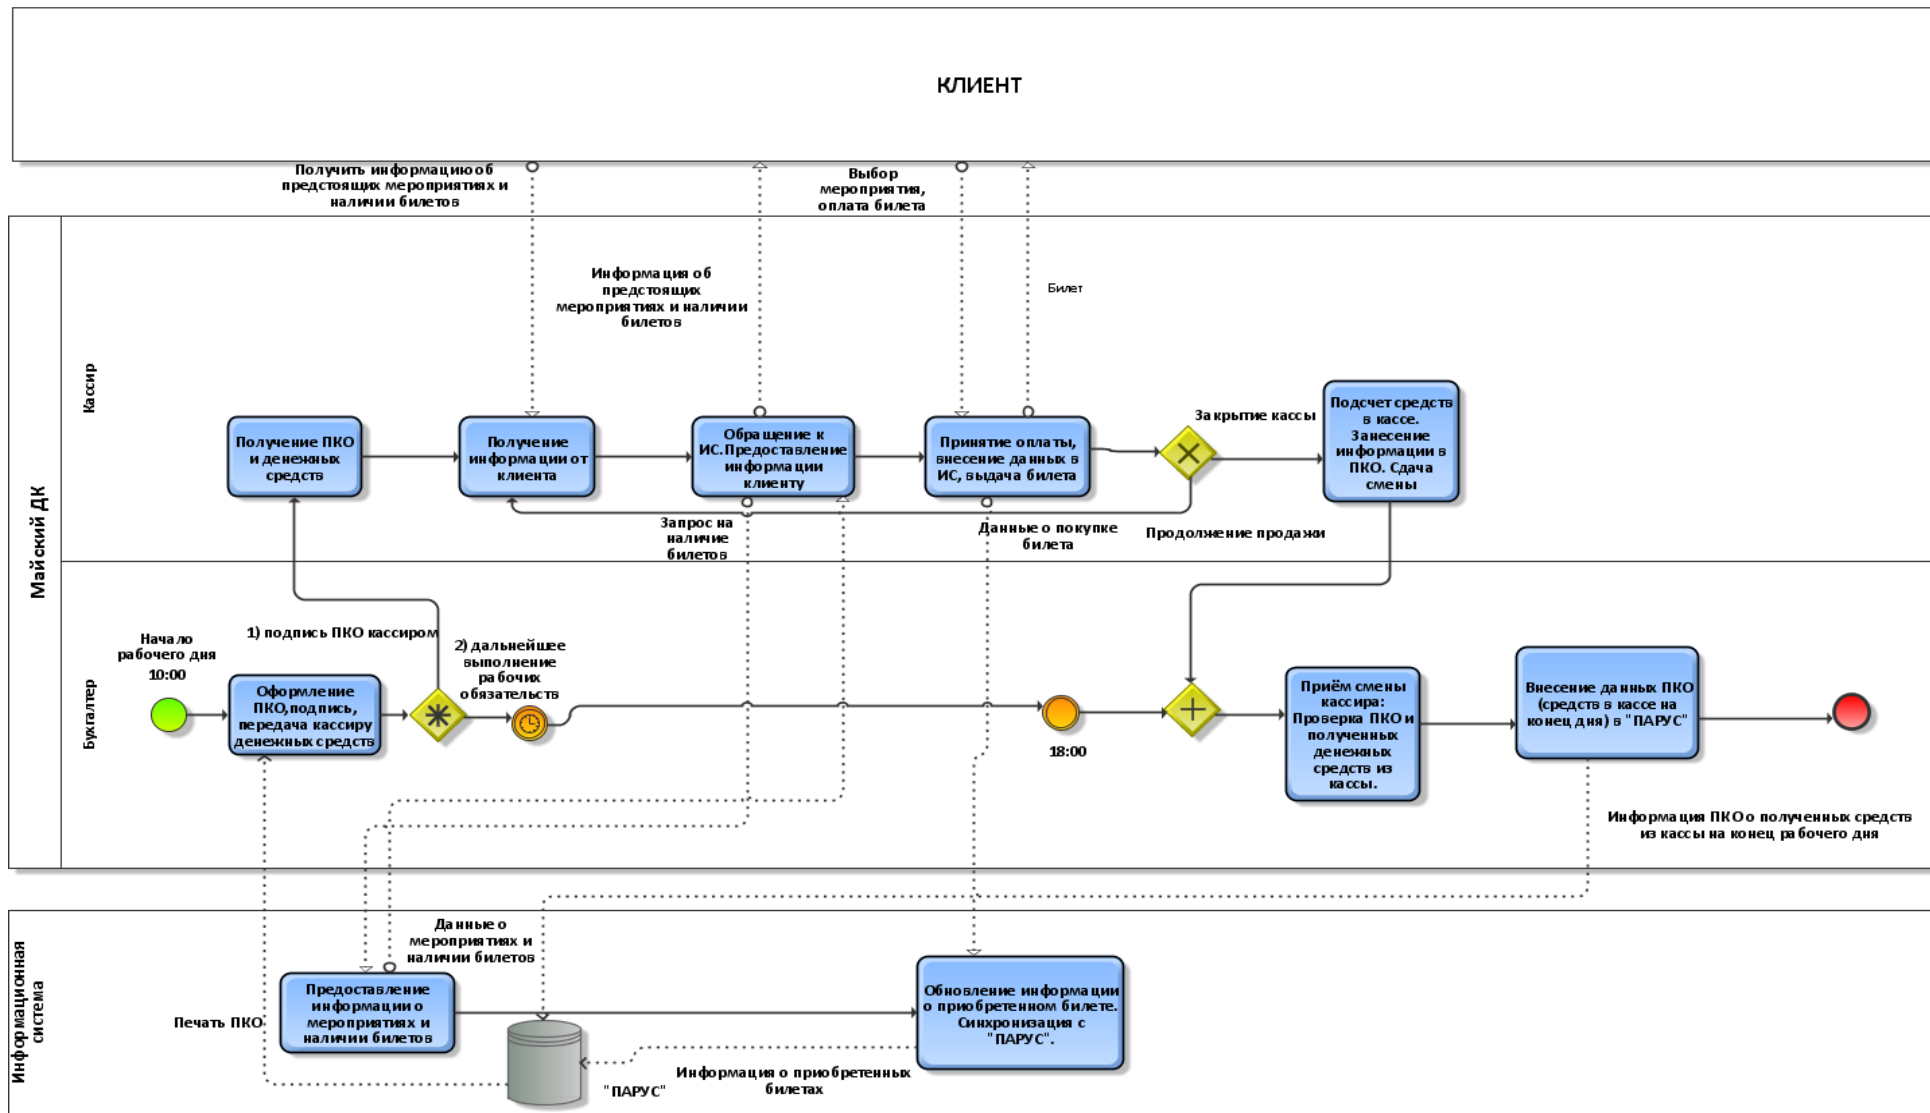 КЛИЕНТ
Получить информацию об
предстоящих мероприятиях и
наличии билетов
Выбор
мероприятия,
оплата билета
Майский ДК
Кассир
Информация об
предстоящих
мероприятиях и наличии
билетов
Билет
Получение ПКО
и денежных
средств
Получение
информации от
клиента
Обращение к
ИС.Предоставление
информации
клиенту
Принятие оплаты,
внесение данных в
ИС, выдача билета
Закрытие кассы
Подсчет средств
в кассе.
Занесение
информации в
ПКО. Сдача
смены
Запрос на
наличие
билетов
Данные о покупке
билета
Продолжение продажи
Бухгалтер
Начало
рабочего дня
10:00
1) подпись ПКО кассиром
2) дальнейшее
выполнение
рабочих
обязательств
Оформление
ПКО,подпись,
передача кассиру
денежных средств
18:00
Приём смены
кассира:
Проверка ПКО и
полученных
денежных
средств из
кассы.
Внесение данных ПКО
(средств в кассе на
конец дня) в "ПАРУС"
Информация ПКО о полученных средств
из кассы на конец рабочего дня
Информационная
система
Данные о
мероприятиях и
наличии билетов
Предоставление
информации о
мероприятиях и
наличии билетов
Печать ПКО
"ПАРУС"
Обновление информации
о приобретенном билете.
Синхронизация с
"ПАРУС".
Информация о приобретенных
билетах